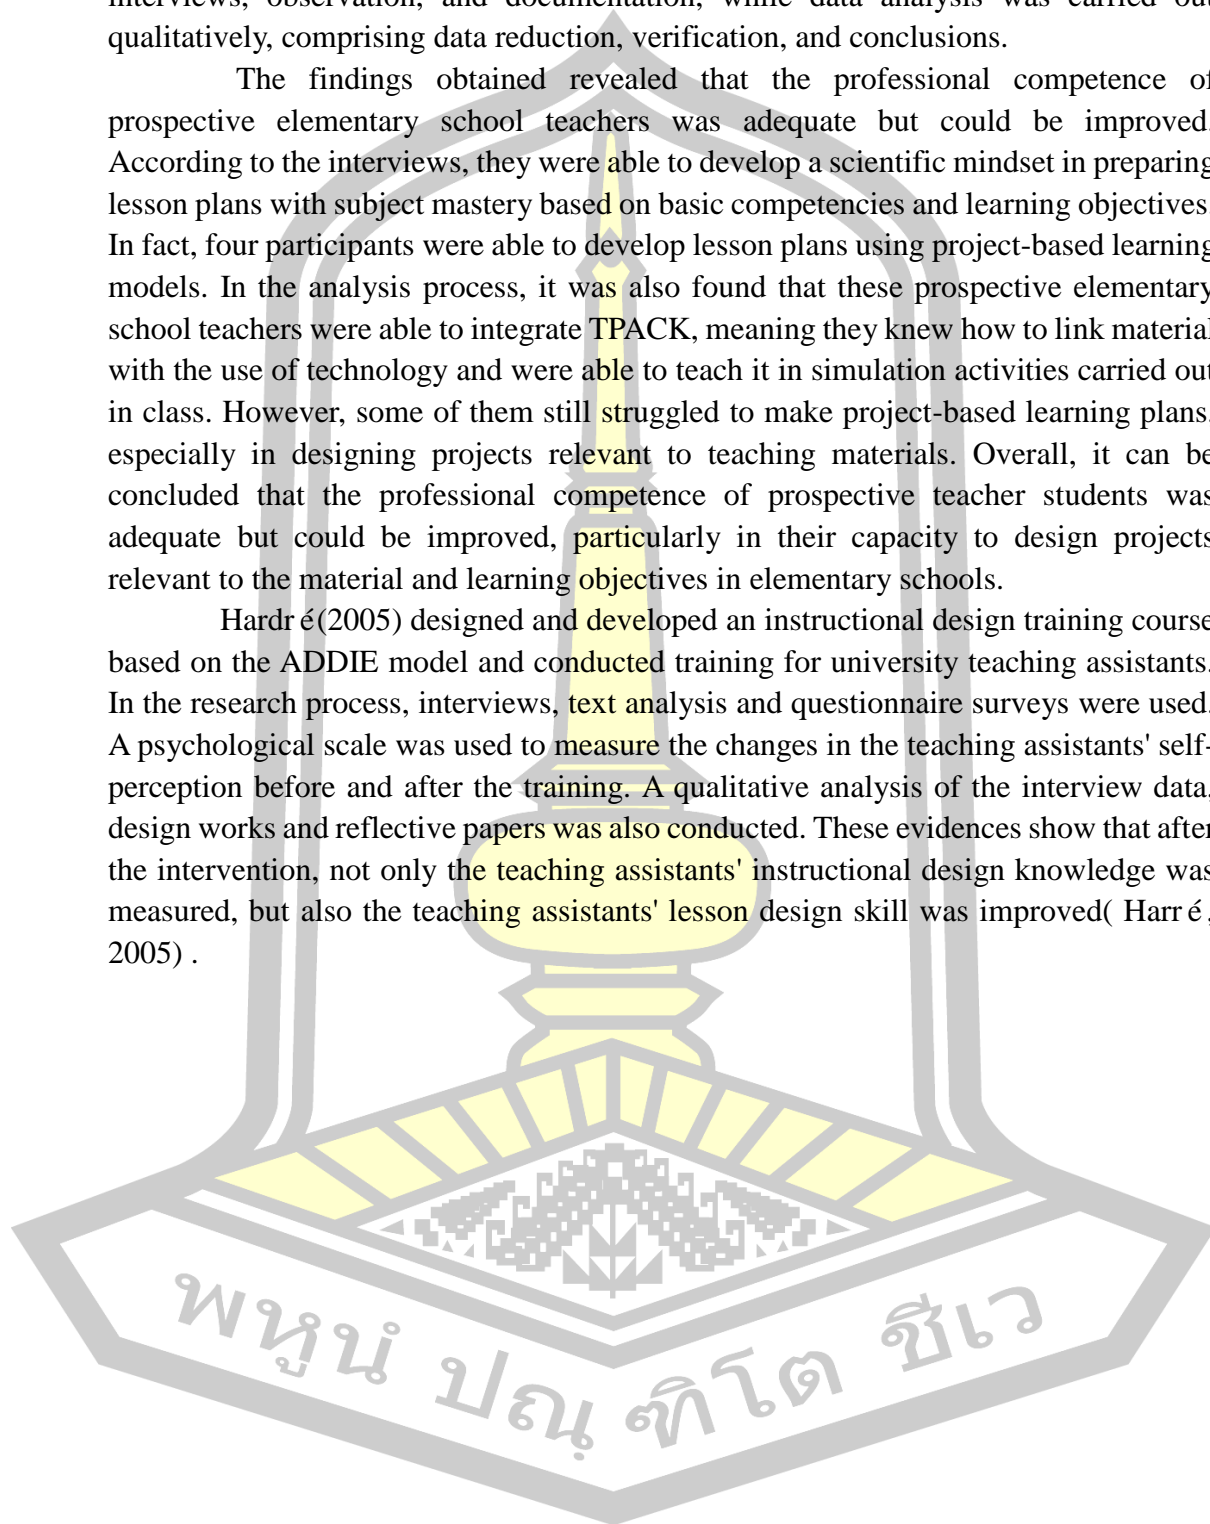 interviews, observation, and documentation, while data analysis was carried out
qualitatively, comprising data reduction, verification, and conclusions.
The findings obtained revealed that the professional competence of
prospective elementary school teachers was adequate but could be improved.
According to the interviews, they were able to develop a scientific mindset in preparing
lesson plans with subject mastery based on basic competencies and learning objectives.
In fact, four participants were able to develop lesson plans using project-based learning
models. In the analysis process, it was also found that these prospective elementary
school teachers were able to integrate TPACK, meaning they knew how to link material
with the use of technology and were able to teach it in simulation activities carried out
in class. However, some of them still struggled to make project-based learning plans,
especially in designing projects relevant to teaching materials. Overall, it can be
concluded that the professional competence of prospective teacher students was
adequate but could be improved, particularly in their capacity to design projects
relevant to the material and learning objectives in elementary schools.
Hardr é(2005) designed and developed an instructional design training course
based on the ADDIE model and conducted training for university teaching assistants.
In the research process, interviews, text analysis and questionnaire surveys were used.
A psychological scale was used to measure the changes in the teaching assistants' self-
perception before and after the training. A qualitative analysis of the interview data,
design works and reflective papers was also conducted. These evidences show that after
the intervention, not only the teaching assistants' instructional design knowledge was
measured, but also the teaching assistants' lesson design skill was improved( Harr é ,
2005) .
พหูนํ ปณฺฑิโต ชีเว